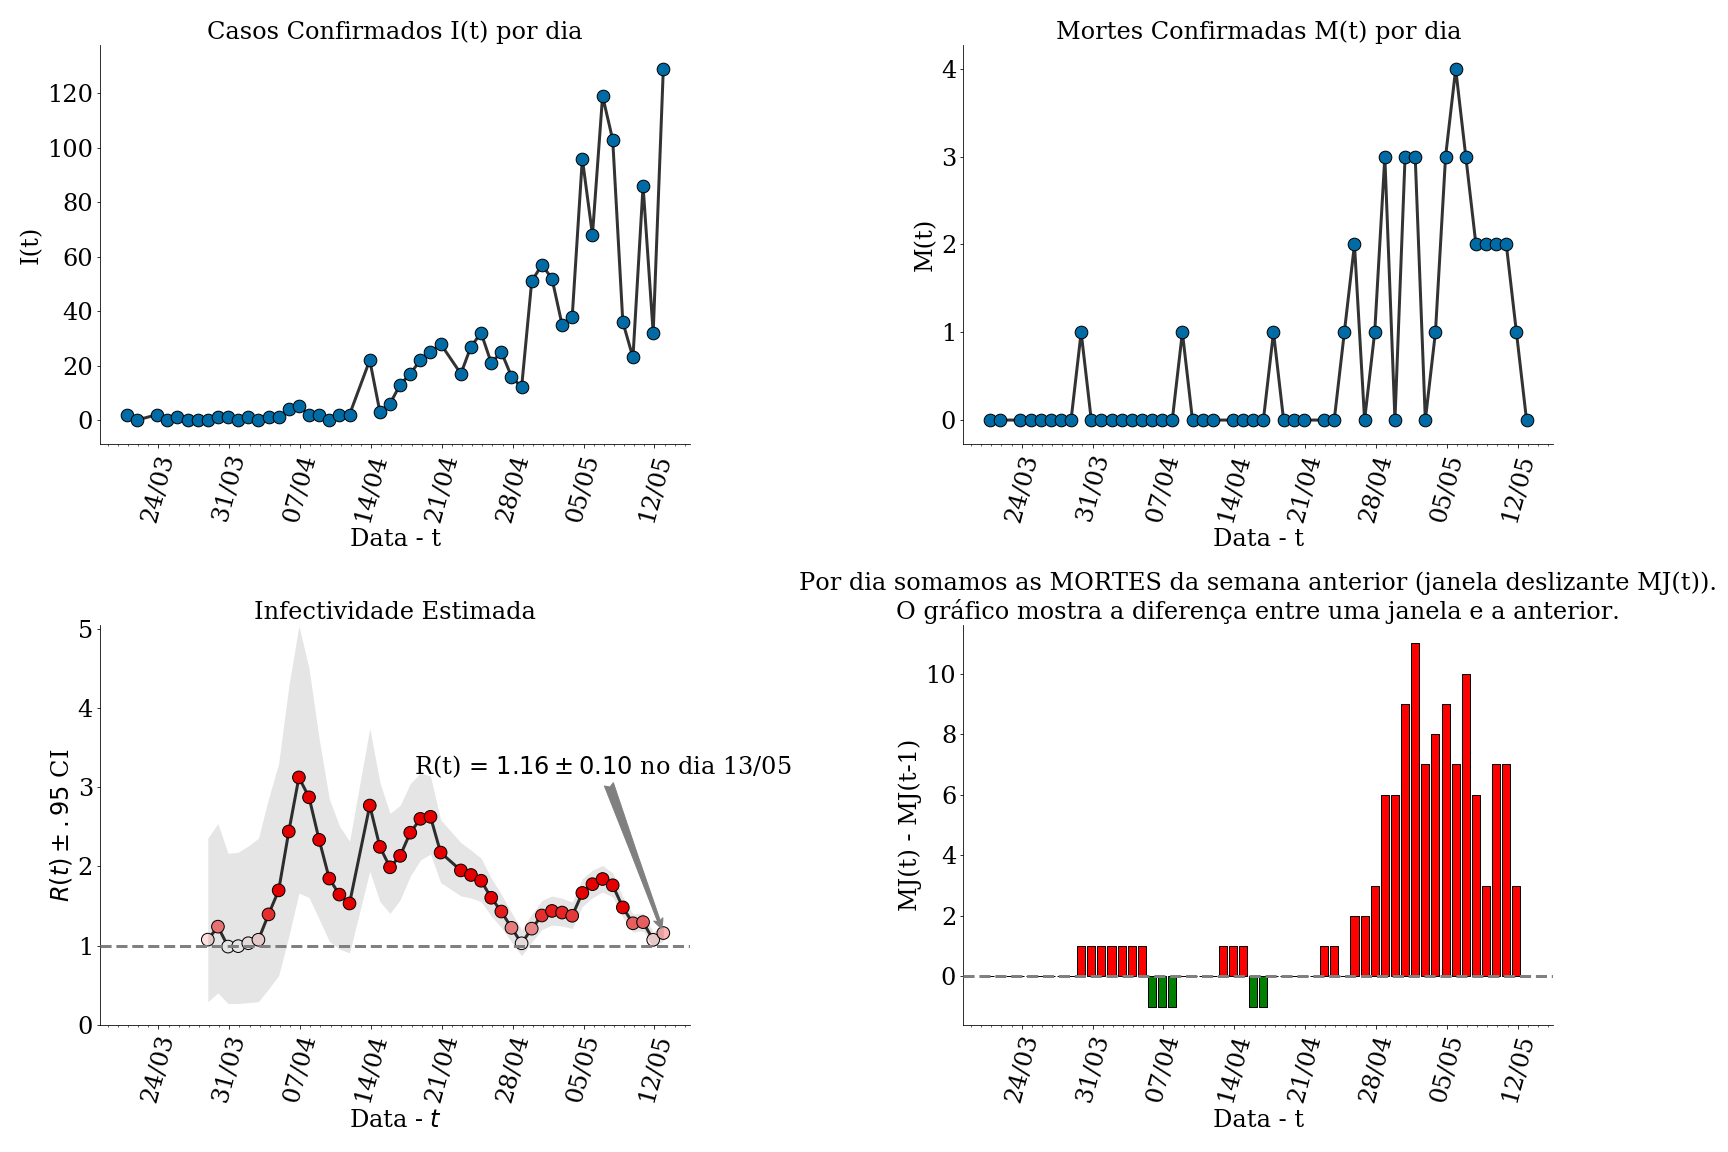 Casos Confirmados I(t) por dia
I(t)
120
100
80
60
40
20
0
24/03 31/03 07/04 14/04 21/04 28/04 05/05 12/05
Data - t
Mortes Confirmadas M(t) por dia
M(t)
4
3
2
1
0
24/03 31/03 07/04 14/04 21/04 28/04 05/05 12/05
Data - t
Infectividade Estimada
R(t) ± .95 CI
5
4
3
2
1
0
R(t) = 1.16 ± 0.10 no dia 13/05
24/03 31/03 07/04 14/04 21/04 28/04 05/05 12/05
Data - t
Por dia somamos as MORTES da semana anterior (janela deslizante MJ(t)).
O gráfico mostra a diferença entre uma janela e a anterior.
MJ(t) - MJ(t-1)
10
8
6
4
2
0
24/03 31/03 07/04 14/04 21/04 28/04 05/05 12/05
Data - t